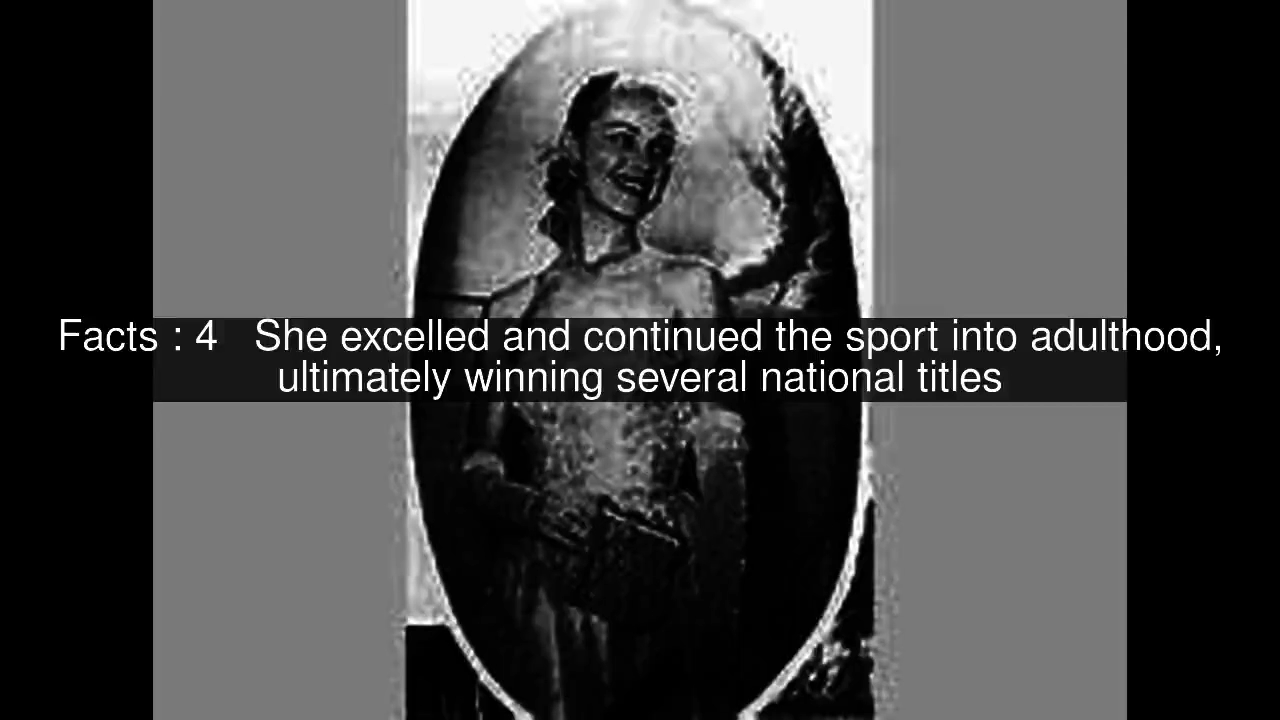 Facts : 4   She excelled and continued the sport into adulthood,
ultimately winning several national titles